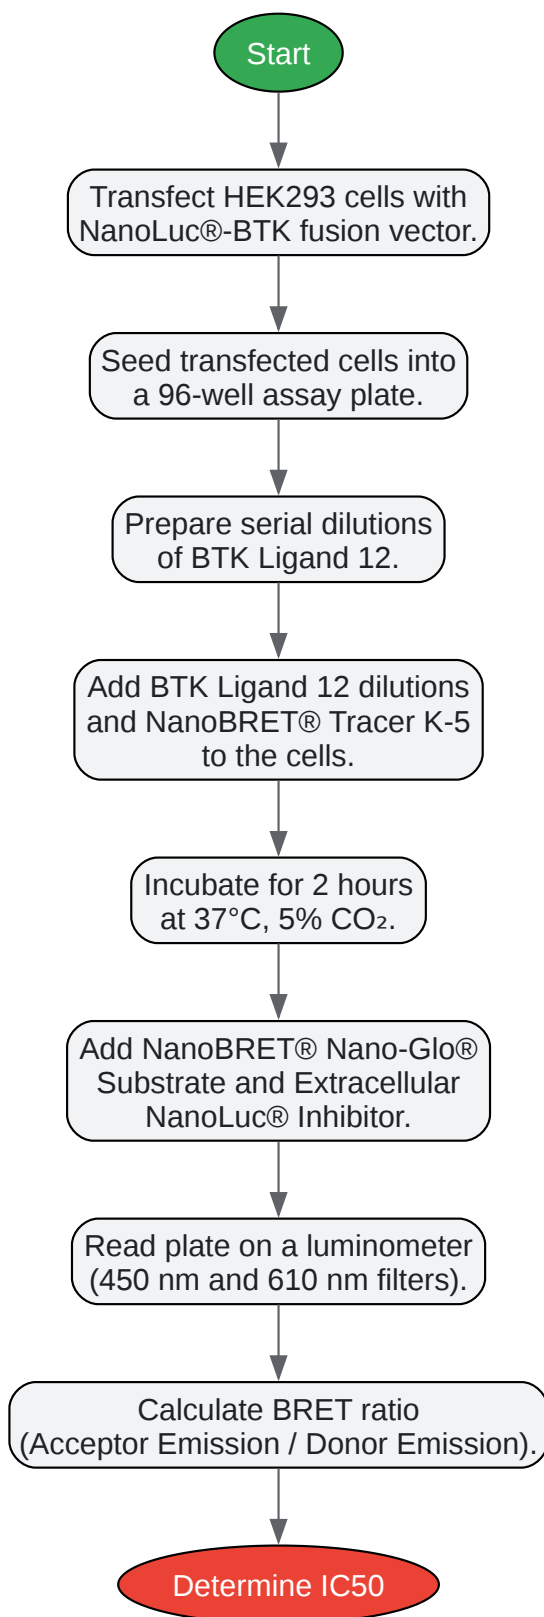 Start
Transfect HEK293 cells with
NanoLuc®-BTK fusion vector.
Seed transfected cells into
a 96-well assay plate.
Prepare serial dilutions
of BTK Ligand 12.
Add BTK Ligand 12 dilutions
and NanoBRET® Tracer K-5
to the cells.
Incubate for 2 hours
at 37°C, 5% CO₂.
Add NanoBRET® Nano-Glo®
Substrate and Extracellular
NanoLuc® Inhibitor.
Read plate on a luminometer
(450 nm and 610 nm filters).
Calculate BRET ratio
(Acceptor Emission / Donor Emission).
Determine IC50